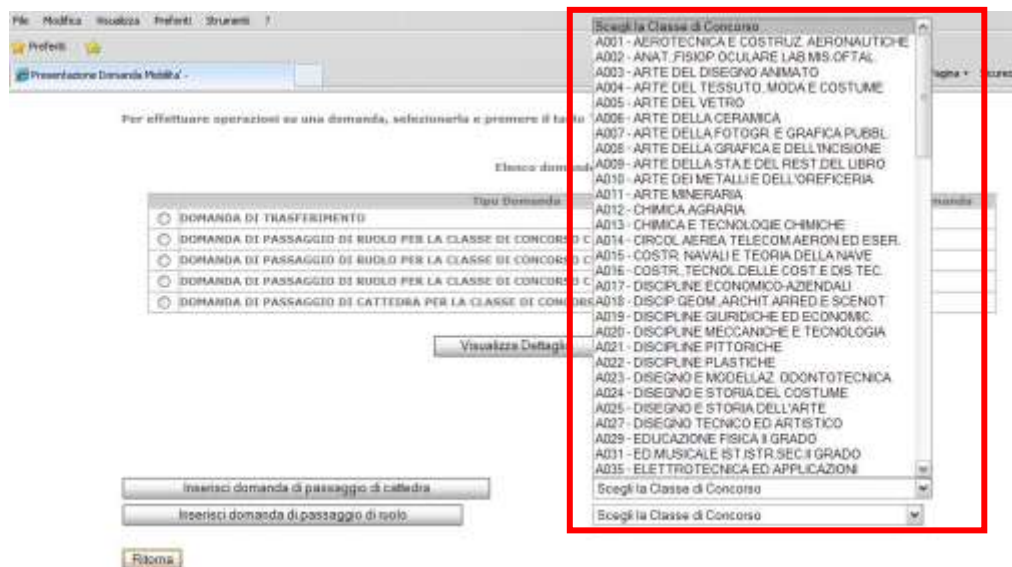 File Modifica Visualizza Preferiti Strumenti ?
Preferiti
Presentazione Domanda Mobilita' -
Pagina
Per effettuare operazioni su una domanda, selezionarla e premere il tasto
Elenco
Tipo Domanda
DOMANDA DI TRASFERIMENTO
DOMANDA DI PASSAGGIO DI RUOLO PER LA CLASSE DI CONCORSO C
DOMANDA DI PASSAGGIO DI RUOLO PER LA CLASSE DI CONCORSO C
DOMANDA DI PASSAGGIO DI RUOLO PER LA CLASSE DI CONCORSO C
DOMANDA DI PASSAGGIO DI CATTEDRA PER LA CLASSE DI
Visualizza
Scegli la Classe di Concorso
A001 - AEROTECNICA E COSTRUZ. AERONAUTICHE
A002 - ANAT.,FISIOP.OCULARE LAB.MIS.OFTAL.
A003 - ARTE DEL DISEGNO ANIMATO
A004 - ARTE DEL TESSUTO, MODA E COSTUME
A005 - ARTE DEL VETRO
A006 - ARTE DELLA CERAMICA
A007 - ARTE DELLA FOTOGR. E GRAFICA PUBBL.
A008 - ARTE DELLA GRAFICA E DELL'INCISIONE
A009 - ARTE DELLA STA.E DEL REST.DEL LIBRO
A010 - ARTE DEI METALLI E DELL'OREFICERIA
A011 - ARTE MINERARIA
A012 - CHIMICA AGRARIA
A013 - CHIMICA E TECNOLOGIE CHIMICHE
A014 - CIRCOL.AEREA TELECOM.AERON.ED ESER.
A015 - COSTR. NAVALI E TEORIA DELLA NAVE
A016 - COSTR.,TECNOL.DELLE COST.E DIS.TEC.
A017 - DISCIPLINE ECONOMICO-AZIENDALI
A018 - DISCIP.GEOM.,ARCHIT.ARRED.E SCENOT.
A019 - DISCIPLINE GIURIDICHE ED ECONOMIC.
A020 - DISCIPLINE MECCANICHE E TECNOLOGIA
A021 - DISCIPLINE PITTORICHE
A022 - DISCIPLINE PLASTICHE
A023 - DISEGNO E MODELLAZ. ODONTOTECNICA
A024 - DISEGNO E STORIA DEL COSTUME
A025 - DISEGNO E STORIA DELL'ARTE
A027 - DISEGNO TECNICO ED ARTISTICO
A029 - EDUCAZIONE FISICA II GRADO
A031 - ED.MUSICALE IST.ISTR.SEC.II GRADO
A035 - ELETTROTECNICA ED APPLICAZIONI
Inserisci domanda di passaggio di cattedra
Scegli la Classe di Concorso
Inserisci domanda di passaggio di ruolo
Scegli la Classe di Concorso
Ritorna